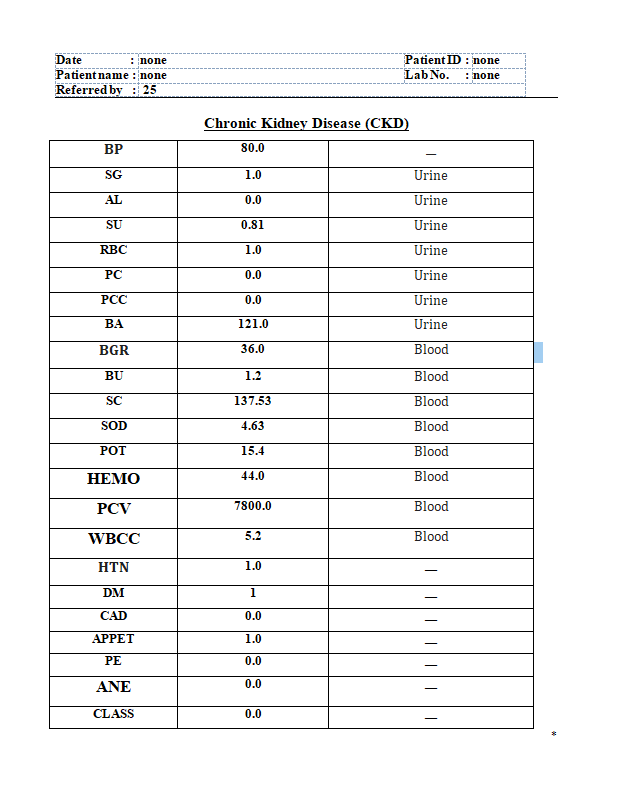 Date : none Patient ID : none
Patient name : none Lab No. : none
Referred by : 25
Chronic Kidney Disease (CKD)
BP 80.0 —
SG 1.0 Urine
AL 0.0 Urine
SU 0.81 Urine
RBC 1.0 Urine
PC 0.0 Urine
PCC 0.0 Urine
BA 121.0 Urine
BGR 36.0 Blood
BU 1.2 Blood
SC 137.53 Blood
SOD 4.63 Blood
POT 15.4 Blood
HEMO 44.0 Blood
PCV 7800.0 Blood
WBCC 5.2 Blood
HTN 1.0 —
DM 1 —
CAD 0.0 —
APPET 1.0 —
PE 0.0 —
ANE 0.0 —
CLASS 0.0 —
*